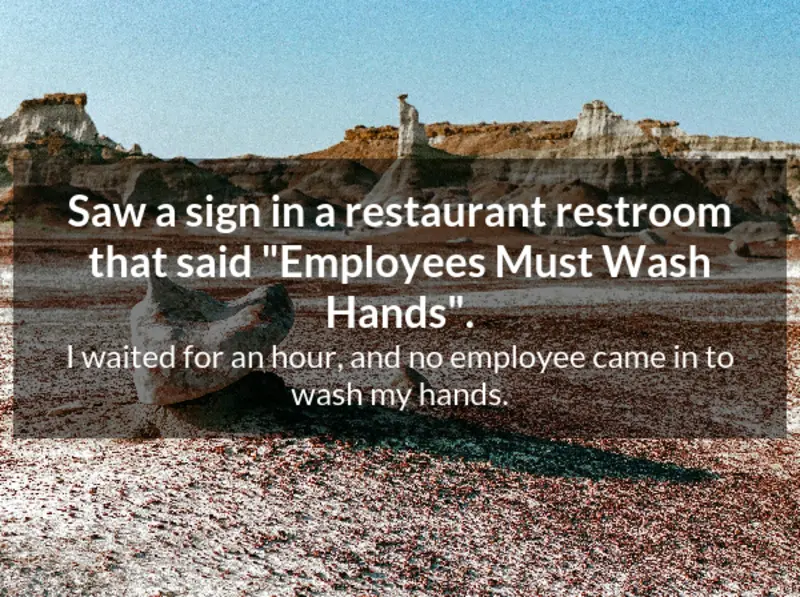 Saw a sign in a restaurant restroom
that said "Employees Must Wash
Hands".
I waited for an hour, and no employee came in to
wash my hands.